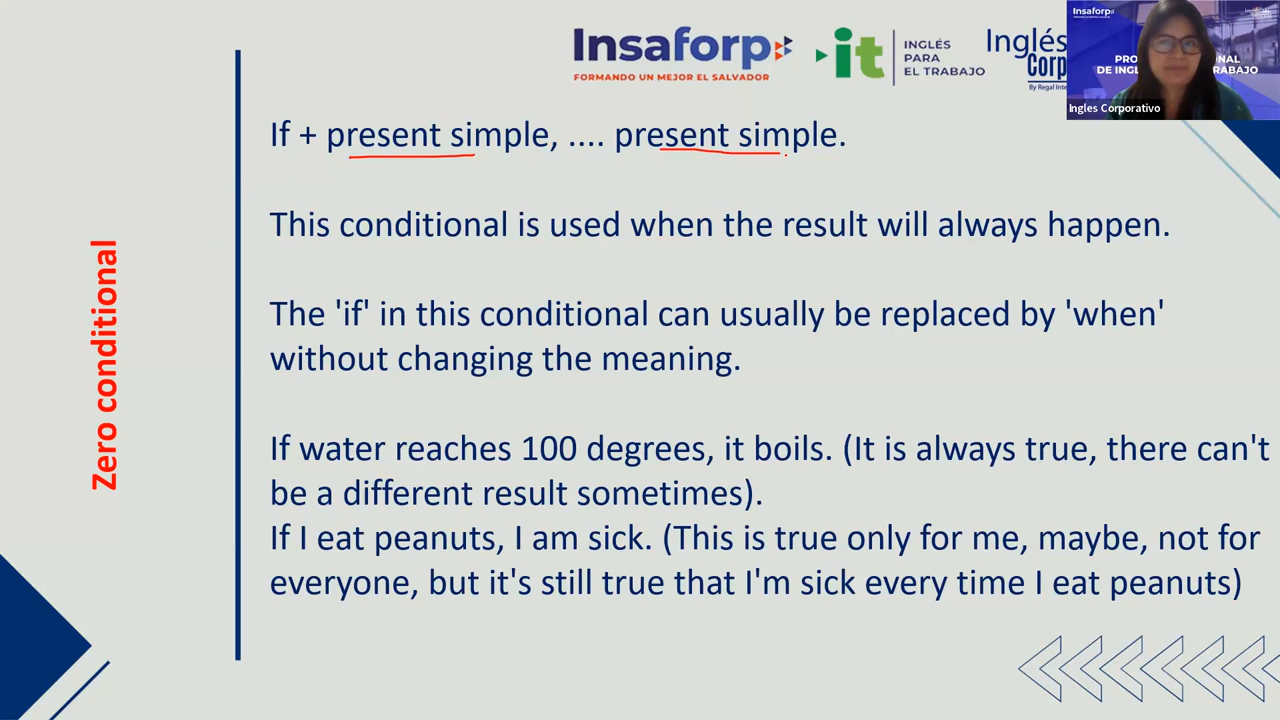 Insaforp
FORMANDO UN MEJOR EL SALVADOR
it
INGLÉS
PARA
EL TRABAJO
Inglés
Corp
Insaforp
Ingles Corporativo
If + present simple, .... present simple.
This conditional is used when the result will always happen.
The 'if' in this conditional can usually be replaced by 'when'
without changing the meaning.
If water reaches 100 degrees, it boils. (It is always true, there can't
be a different result sometimes).
If I eat peanuts, I am sick. (This is true only for me, maybe, not for
everyone, but it's still true that I'm sick every time I eat peanuts)
Zero conditional